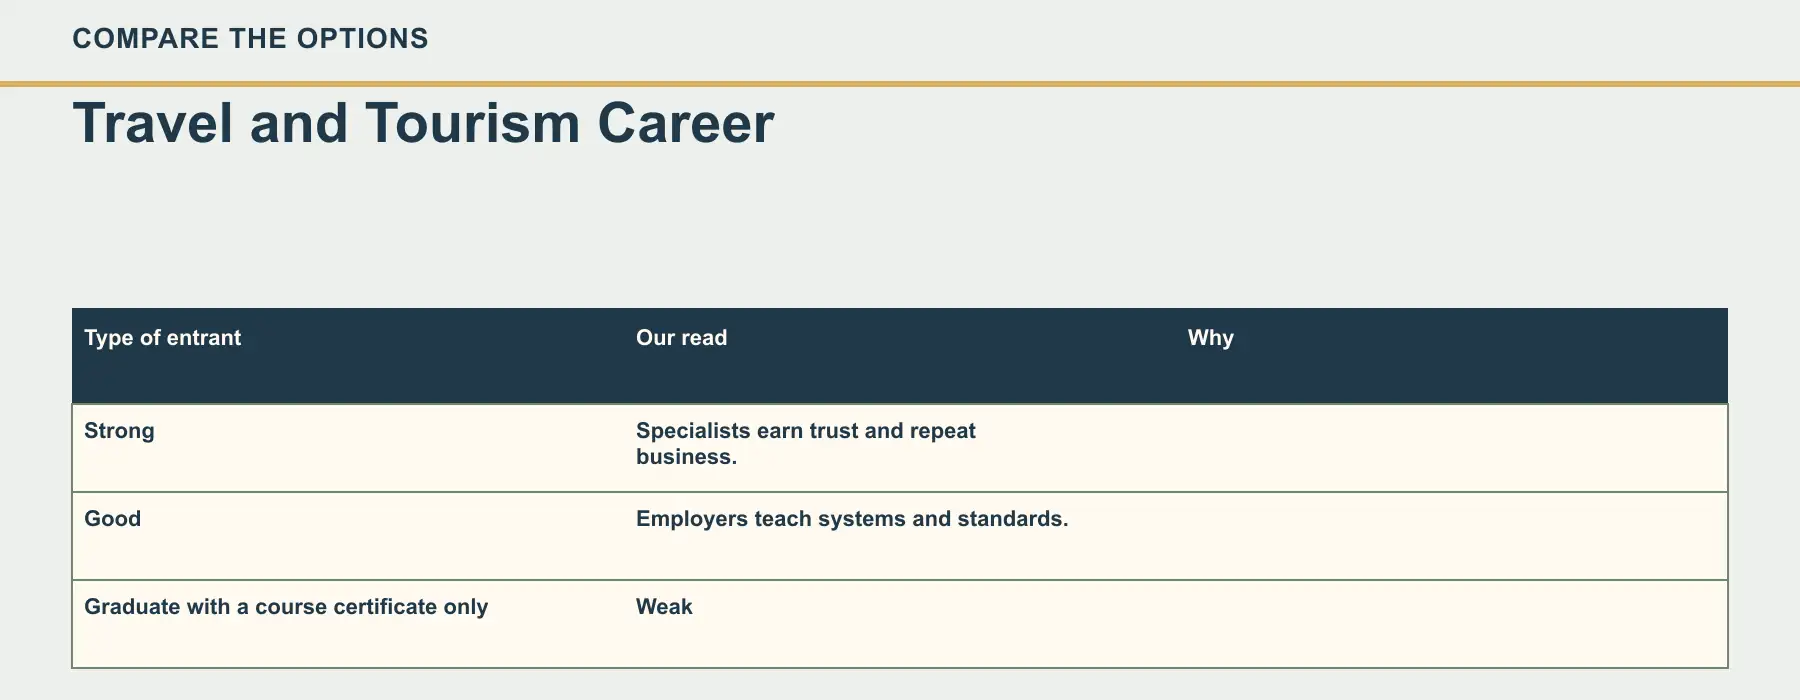 COMPARE THE OPTIONS
Travel and Tourism Career
Type of entrant Our read Why
Strong Specialists earn trust and repeat
business.
Good Employers teach systems and standards.
Graduate with a course certificate only Weak